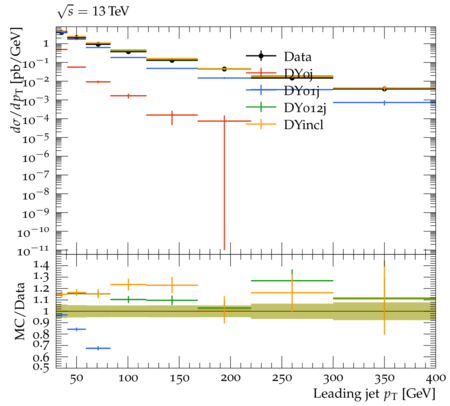 √s = 13 TeV
dσ/dp_T [pb/GeV]
1
10^−1
10^−2
10^−3
10^−4
10^−5
10^−6
10^−7
10^−8
10^−9
10^−10
10^−11
Data
DY0j
DY01j
DY012j
DYincl
MC/Data
1.4
1.3
1.2
1.1
1
0.9
0.8
0.7
0.6
0.5
50 100 150 200 250 300 350 400
Leading jet p_T [GeV]